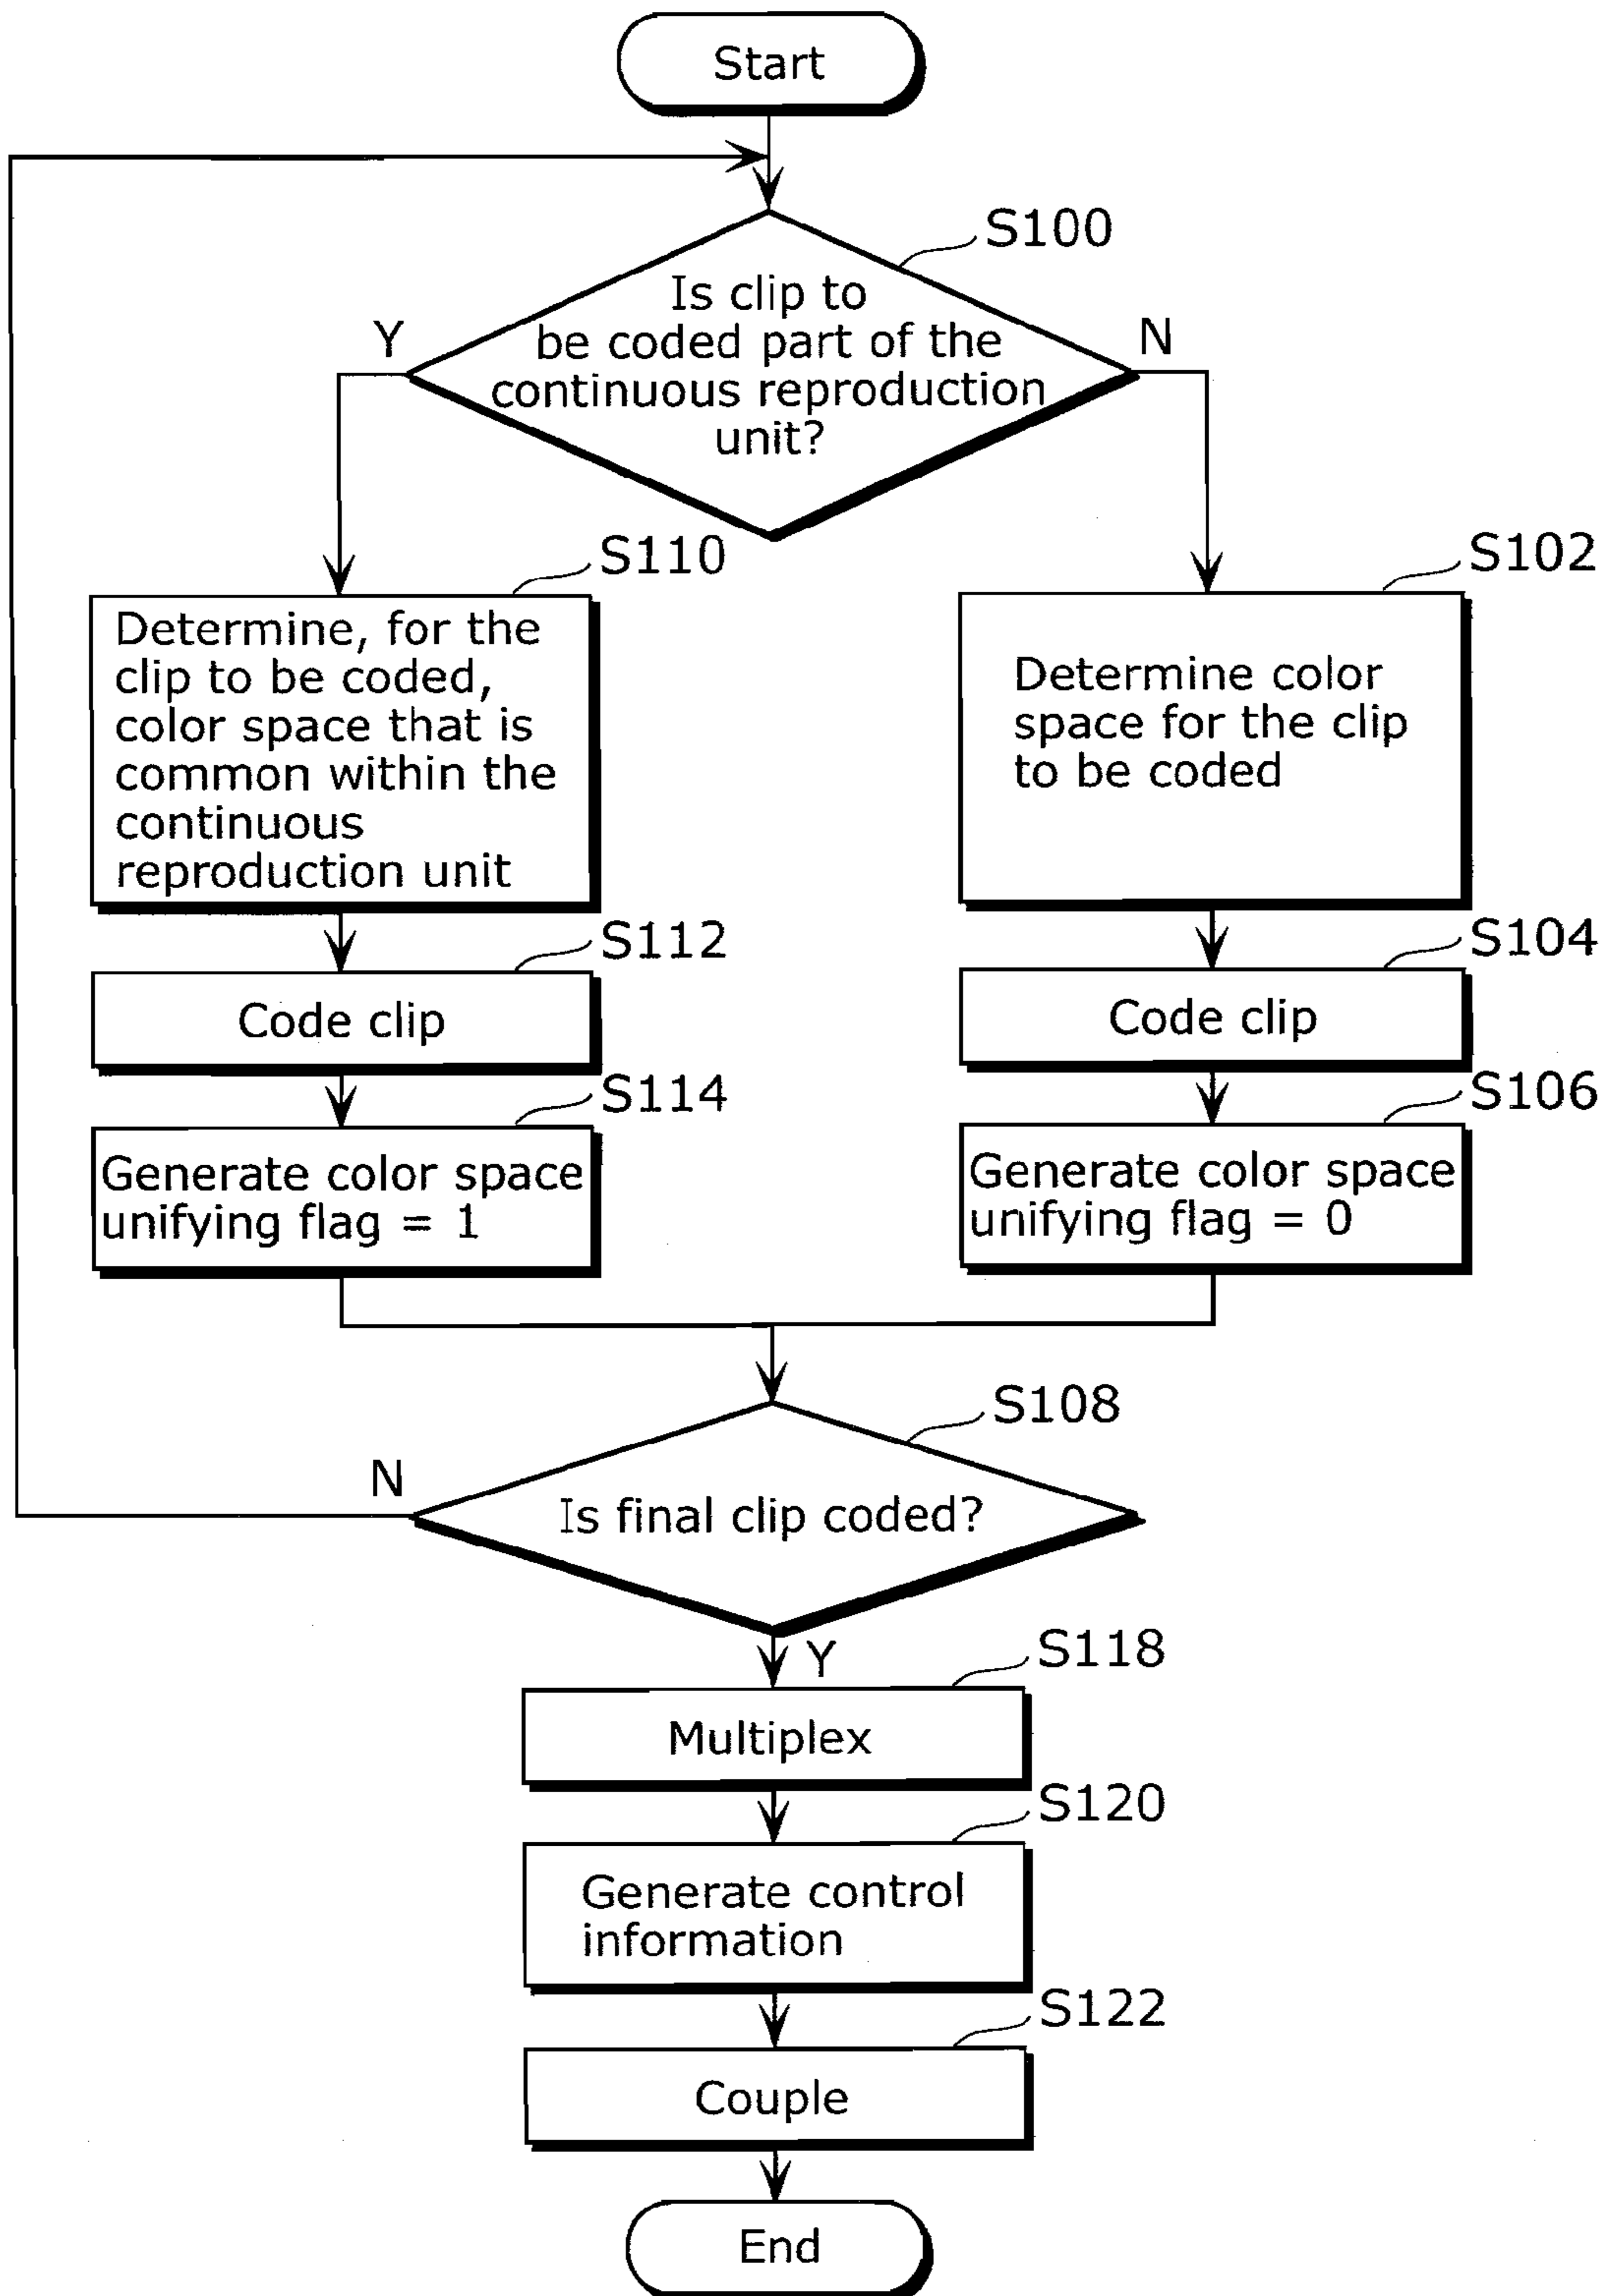 Start
S100
Is clip to
be coded part of the
continuous reproduction
unit?
Y
N
S110
Determine, for the
clip to be coded,
color space that is
common within the
continuous
reproduction unit
S102
Determine color
space for the clip
to be coded
S112
Code clip
S104
Code clip
S114
Generate color space
unifying flag = 1
S106
Generate color space
unifying flag = 0
S108
Is final clip coded?
N
Y
S118
Multiplex
S120
Generate control
information
S122
Couple
End